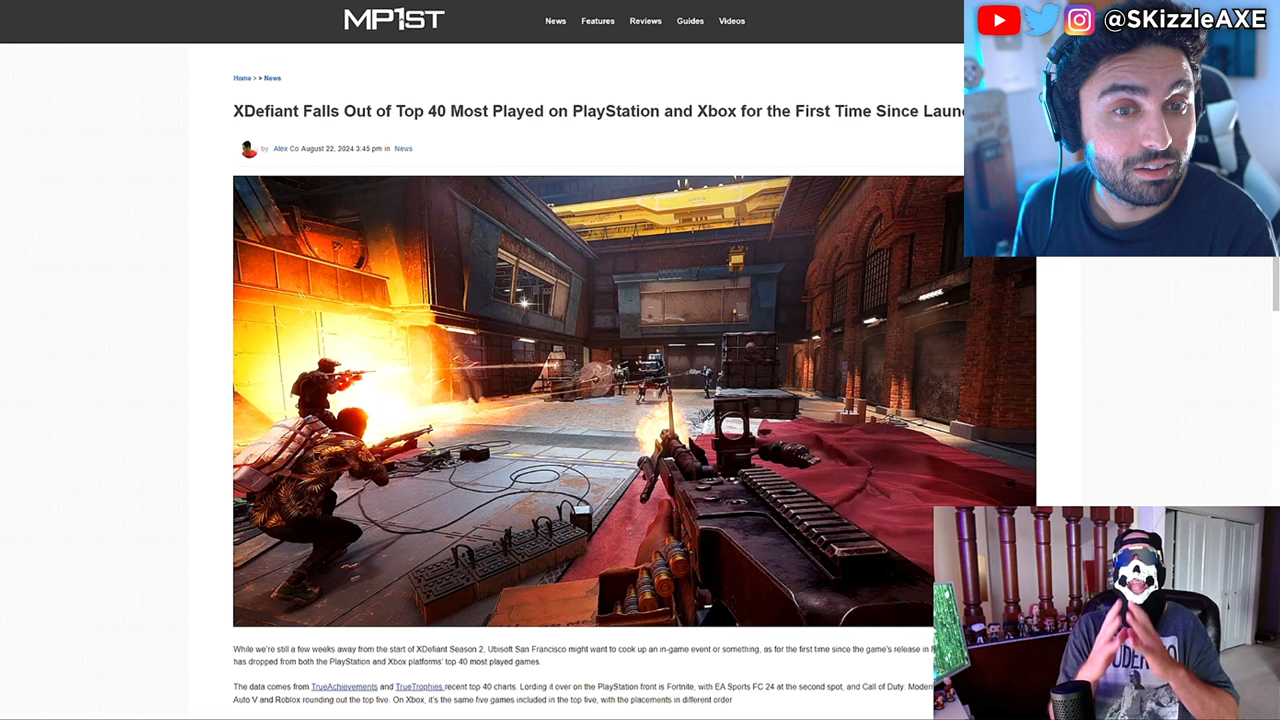 MP1ST
News Features Reviews Guides Videos
@SKizzleAXE
Home > > News
XDefiant Falls Out of Top 40 Most Played on PlayStation and Xbox for the First Time Since Laun
by Alex Co August 22, 2024 3:45 pm in News
While we're still a few weeks away from the start of XDefiant Season 2, Ubisoft San Francisco might want to cook up an in-game event or something, as for the first time since the game's release in
has dropped from both the PlayStation and Xbox platforms' top 40 most played games.
The data comes from TrueAchievements and TrueTrophies recent top 40 charts. Lording it over on the PlayStation front is Fortnite, with EA Sports FC 24 at the second spot, and Call of Duty: Modern
Auto V and Roblox rounding out the top five. On Xbox, it's the same five games included in the top five, with the placements in different order